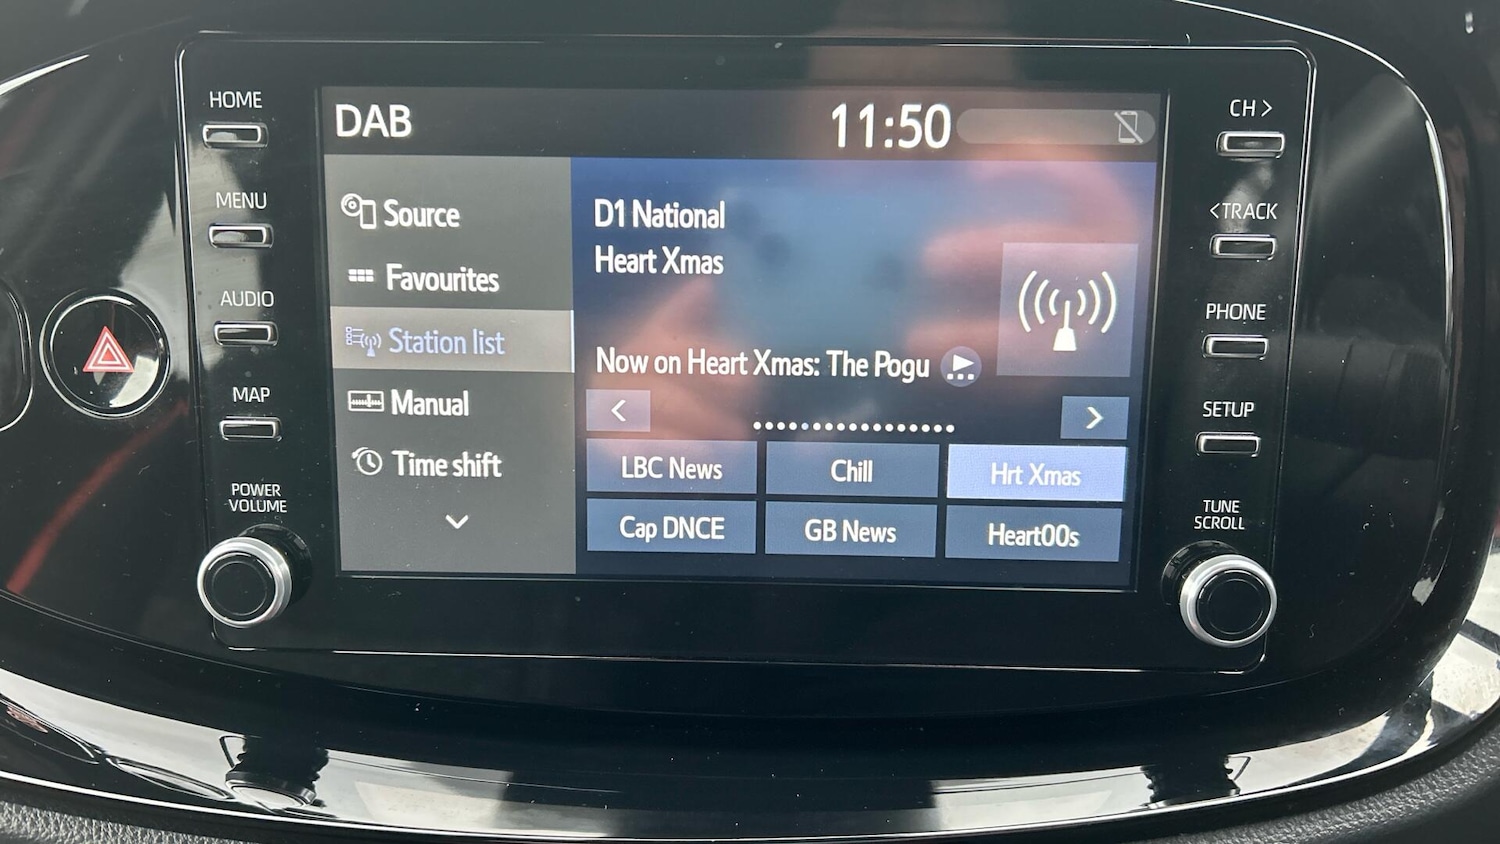 HOME
MENU
AUDIO
MAP
POWER
VOLUME
DAB
11:50
Source
Favourites
Station list
Manual
Time shift
D1 National
Heart Xmas
Now on Heart Xmas: The Pogu
<
>
LBC News
Chill
Hrt Xmas
Cap DNCE
GB News
Heart00s
CH >
< TRACK
PHONE
SETUP
TUNE
SCROLL